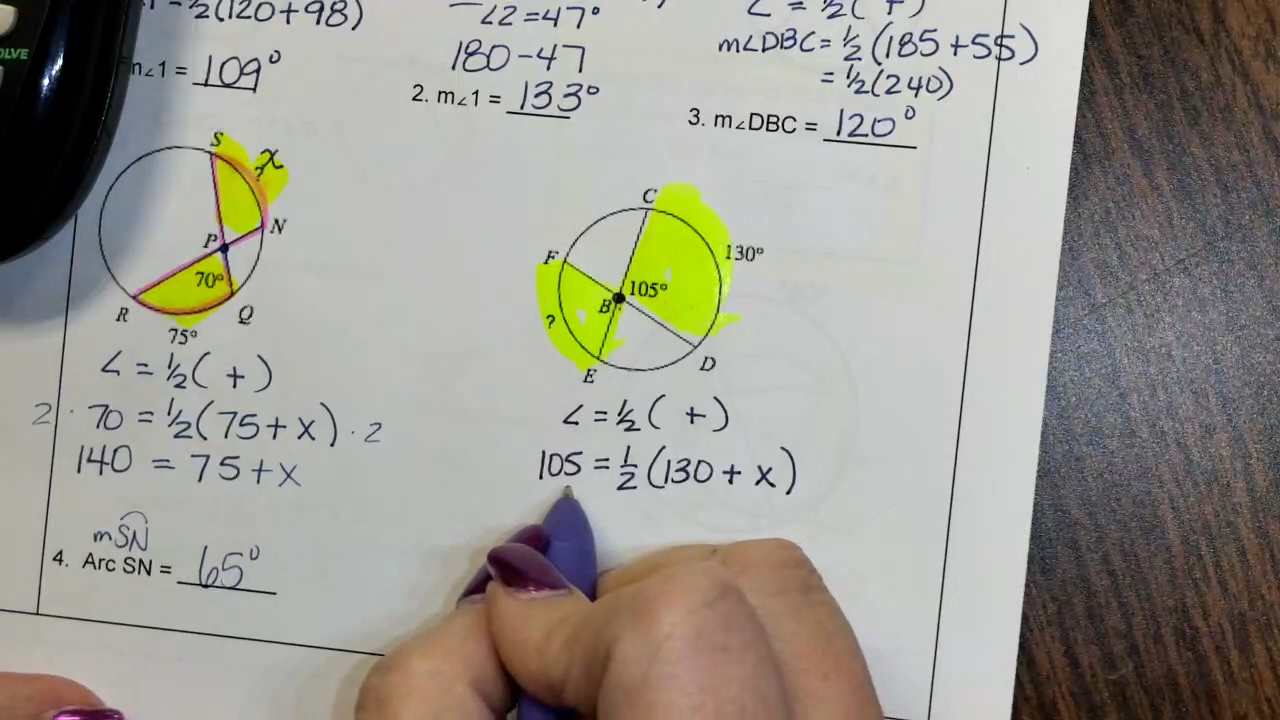 ½(120+98)
∠2=47°
180-47
∠ = ½( + )
m∠DBC = ½(185+55)
= ½(240)
OLVE
m∠1 = 109°
2. m∠1 = 133°
3. m∠DBC = 120°
S
x
?
N
P
70°
R
Q
75°
C
F
130°
105°
B
?
E
D
∠ = ½( + )
2 · 70 = ½(75+x) · 2
140 = 75+x
mSN
4. Arc SN = 65°
∠ = ½( + )
105 = ½(130 + x)